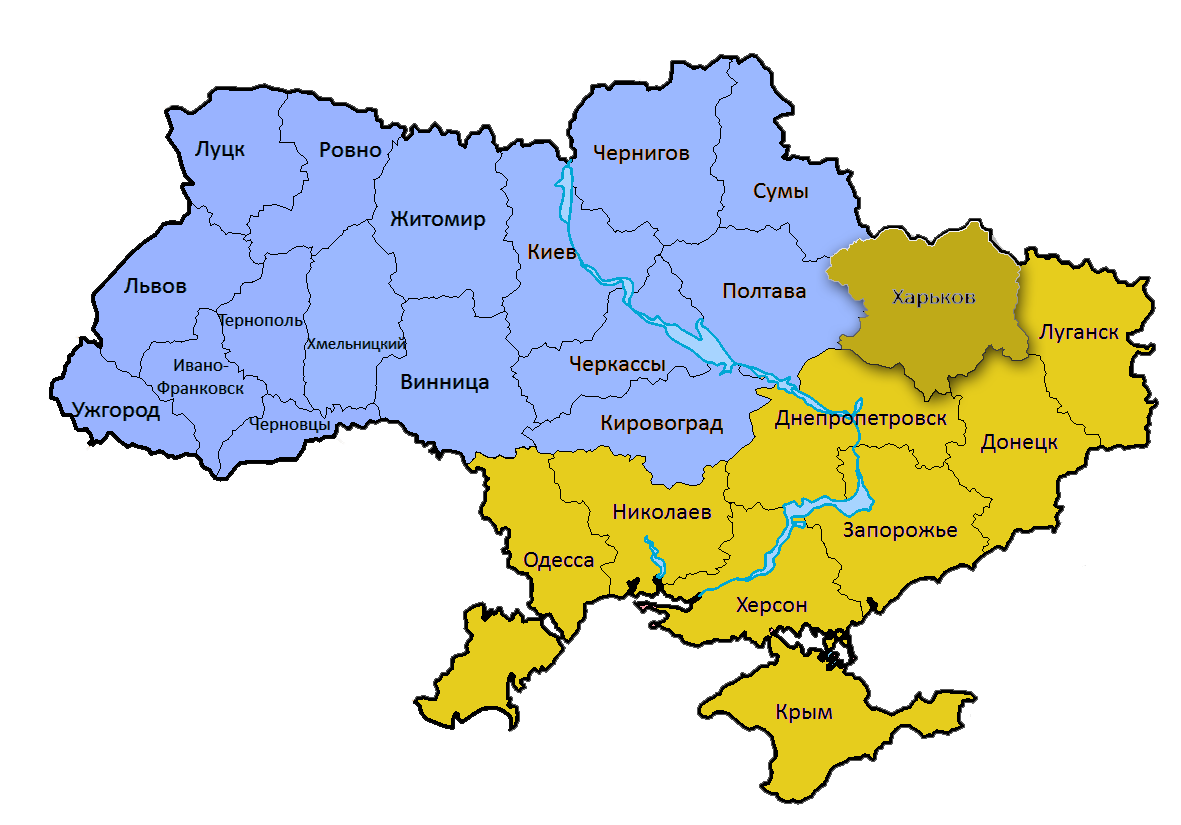 Луцк
Ровно
Чернигов
Сумы
Житомир
Киев
Львов
Полтава
Харьков
Тернополь
Хмельницкий
Луганск
Ивано-
Франковск
Винница
Черкассы
Ужгород
Черновцы
Кировоград
Днепропетровск
Донецк
Николаев
Запорожье
Одесса
Херсон
Крым